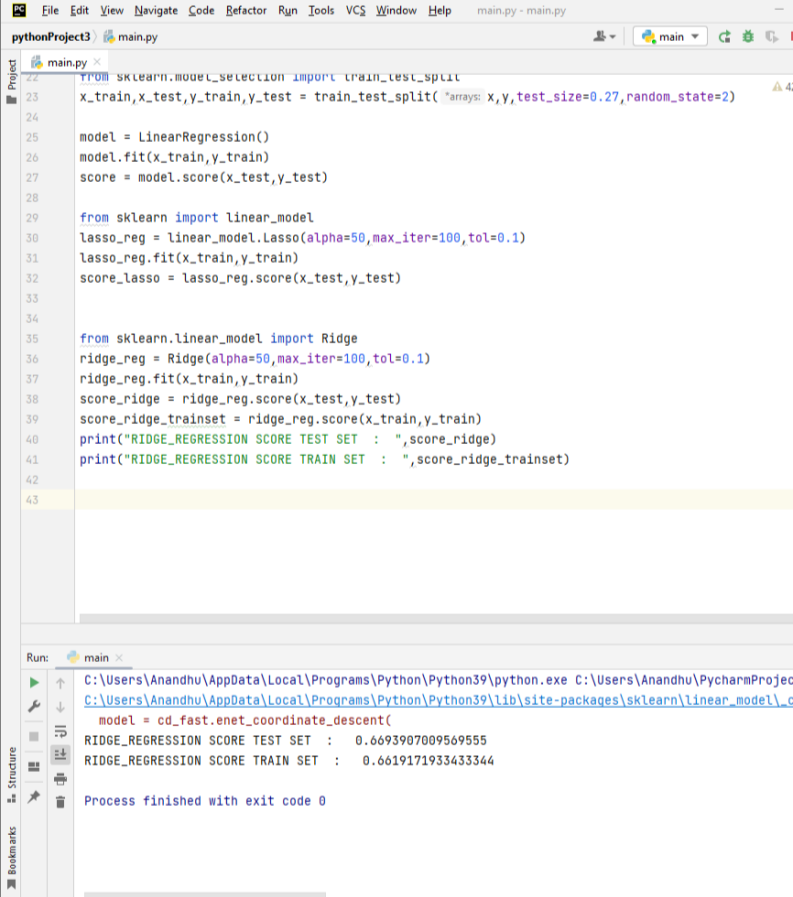 PC File Edit View Navigate Code Refactor Run Tools VCS Window Help main.py - main.py
pythonProject3 main.py main
Project
main.py
22 from sklearn.model_selection import train_test_split
23 x_train,x_test,y_train,y_test = train_test_split( *arrays: x,y,test_size=0.27,random_state=2)
24
25 model = LinearRegression()
26 model.fit(x_train,y_train)
27 score = model.score(x_test,y_test)
28
29 from sklearn import linear_model
30 lasso_reg = linear_model.Lasso(alpha=50,max_iter=100,tol=0.1)
31 lasso_reg.fit(x_train,y_train)
32 score_lasso = lasso_reg.score(x_test,y_test)
33
34
35 from sklearn.linear_model import Ridge
36 ridge_reg = Ridge(alpha=50,max_iter=100,tol=0.1)
37 ridge_reg.fit(x_train,y_train)
38 score_ridge = ridge_reg.score(x_test,y_test)
39 score_ridge_trainset = ridge_reg.score(x_train,y_train)
40 print("RIDGE_REGRESSION SCORE TEST SET  :  ",score_ridge)
41 print("RIDGE_REGRESSION SCORE TRAIN SET  :  ",score_ridge_trainset)
42
43
Run: main
C:\Users\Anandhu\AppData\Local\Programs\Python\Python39\python.exe C:\Users\Anandhu\PycharmProjec
C:\Users\Anandhu\AppData\Local\Programs\Python\Python39\lib\site-packages\sklearn\linear_model\_c
model = cd_fast.enet_coordinate_descent(
RIDGE_REGRESSION SCORE TEST SET  :   0.6693907009569555
RIDGE_REGRESSION SCORE TRAIN SET  :   0.6619171933433344
Process finished with exit code 0
Structure
Bookmarks